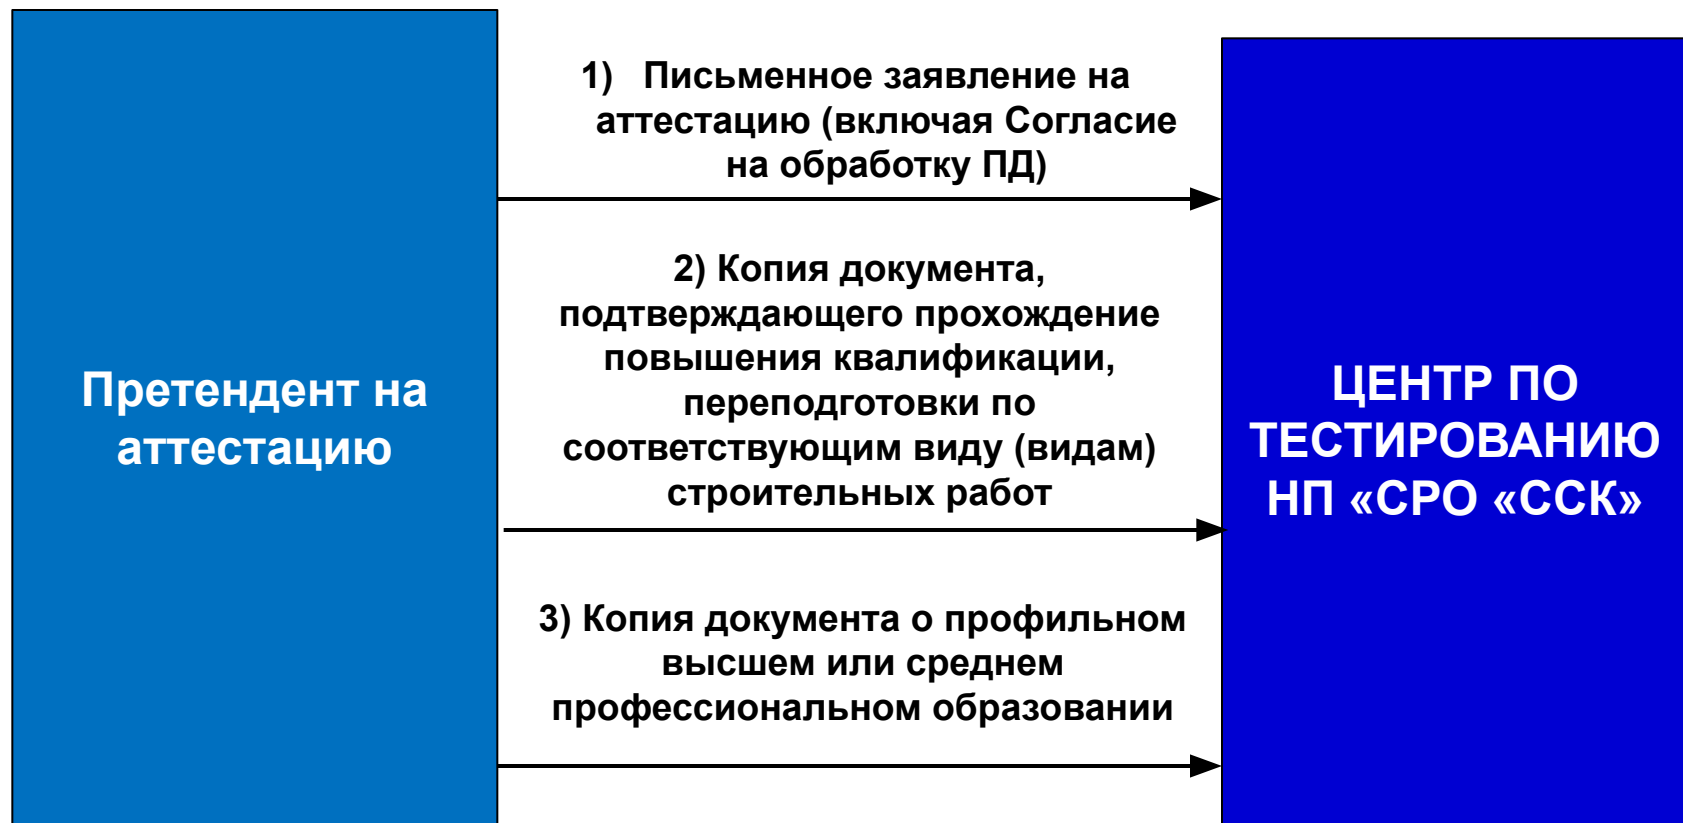 Претендент на
аттестацию
1) Письменное заявление на
аттестацию (включая Согласие
на обработку ПД)
2) Копия документа,
подтверждающего прохождение
повышения квалификации,
переподготовки по
соответствующим виду (видам)
строительных работ
3) Копия документа о профильном
высшем или среднем
профессиональном образовании
ЦЕНТР ПО
ТЕСТИРОВАНИЮ
НП «СРО «ССК»